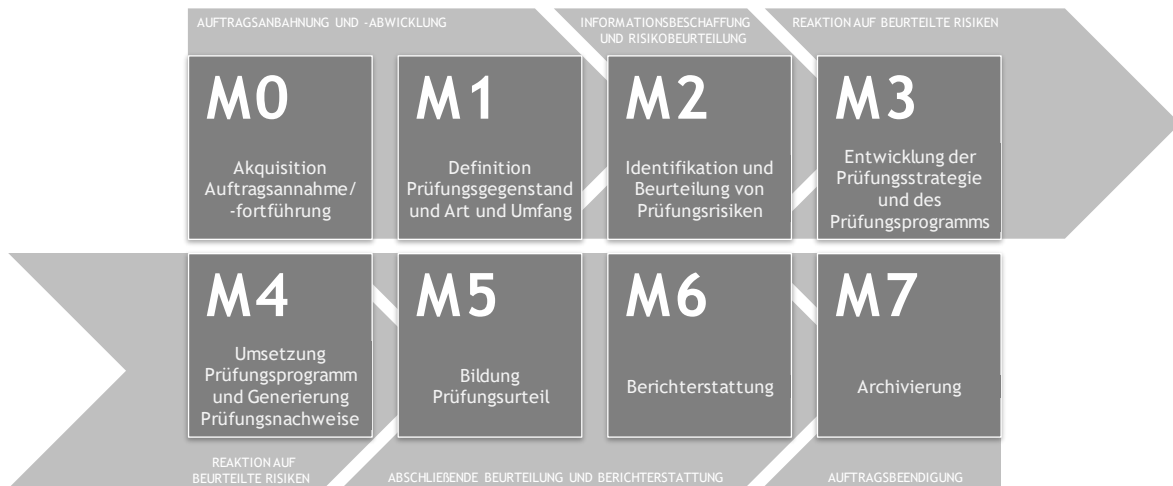 AUFTRAGSANBAHNUNG UND -ABWICKLUNG
INFORMATIONSBESCHAFFUNG
UND RISIKOBEURTEILUNG
REAKTION AUF BEURTEILTE RISIKEN
M0
Akquisition
Auftragsannahme/
-fortführung
M1
Definition
Prüfungsgegenstand
und Art und Umfang
M2
Identifikation und
Beurteilung von
Prüfungsrisiken
M3
Entwicklung der
Prüfungsstrategie
und des
Prüfungsprogramms
M4
Umsetzung
Prüfungsprogramm
und Generierung
Prüfungsnachweise
M5
Bildung
Prüfungsurteil
M6
Berichterstattung
M7
Archivierung
REAKTION AUF
BEURTEILTE RISIKEN
ABSCHLIEßENDE BEURTEILUNG UND BERICHTERSTATTUNG
AUFTRAGSBEENDIGUNG